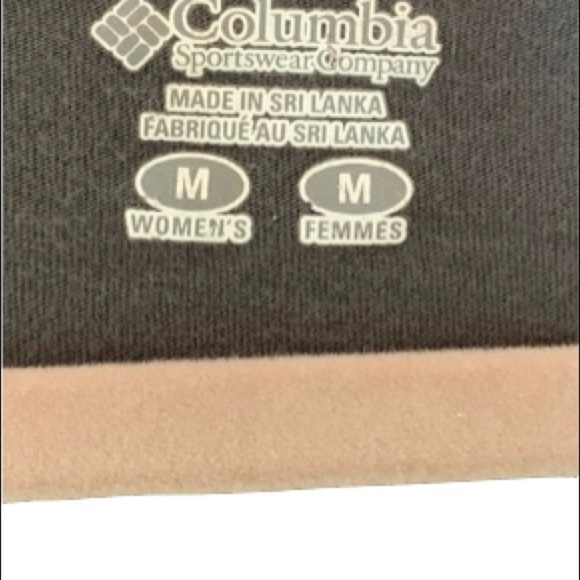 Columbia
Sportswear Company
MADE IN SRI LANKA
FABRIQUÉ AU SRI LANKA
M M
WOMEN'S FEMMES